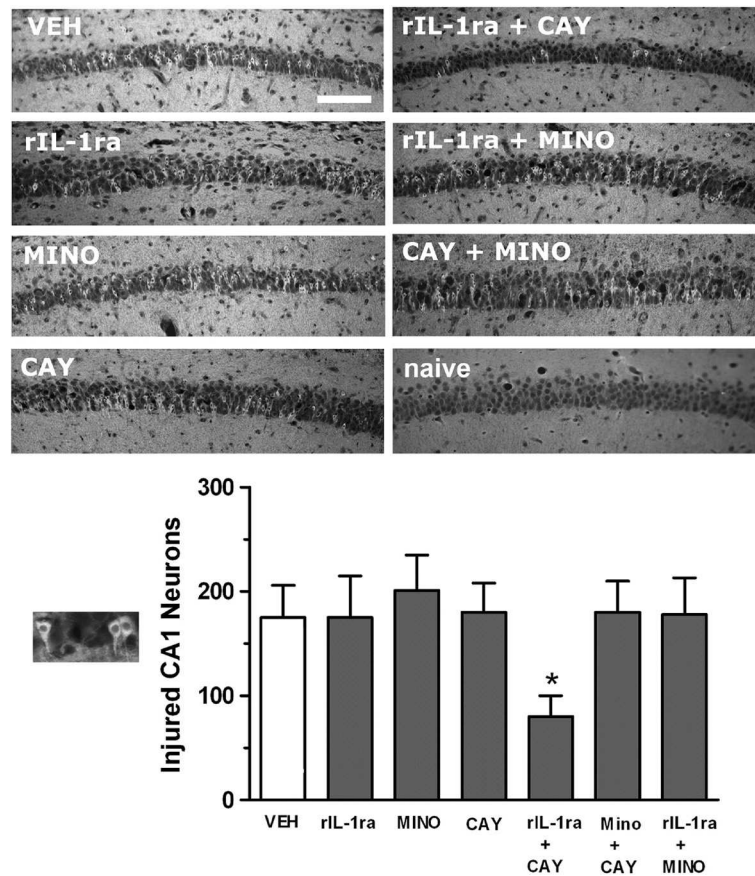 VEH
rIL-1ra + CAY
rIL-1ra
rIL-1ra + MINO
MINO
CAY + MINO
CAY
naive
300
200
100
0
Injured CA1 Neurons
*
VEH
rIL-1ra
MINO
CAY
rIL-1ra
+
CAY
Mino
+
CAY
rIL-1ra
+
MINO